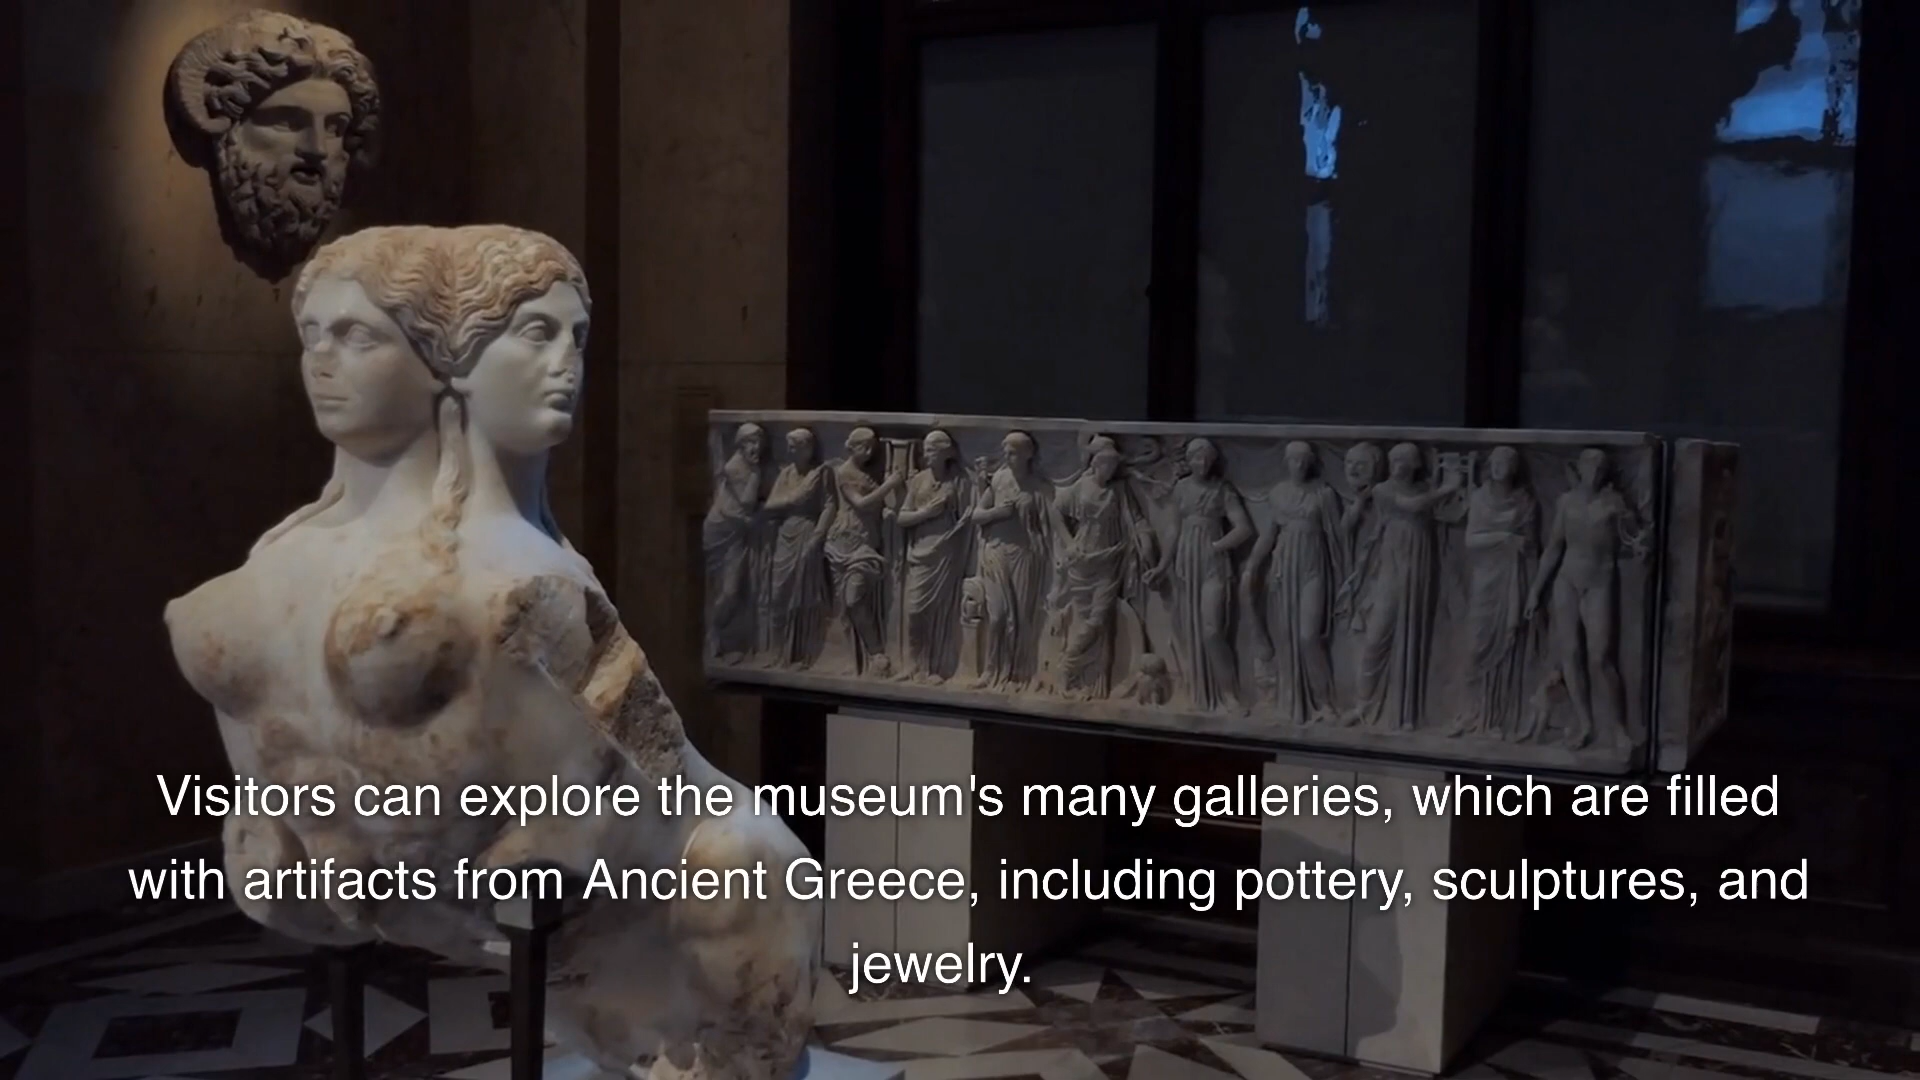 Visitors can explore the museum's many galleries, which are filled
with artifacts from Ancient Greece, including pottery, sculptures, and
jewelry.